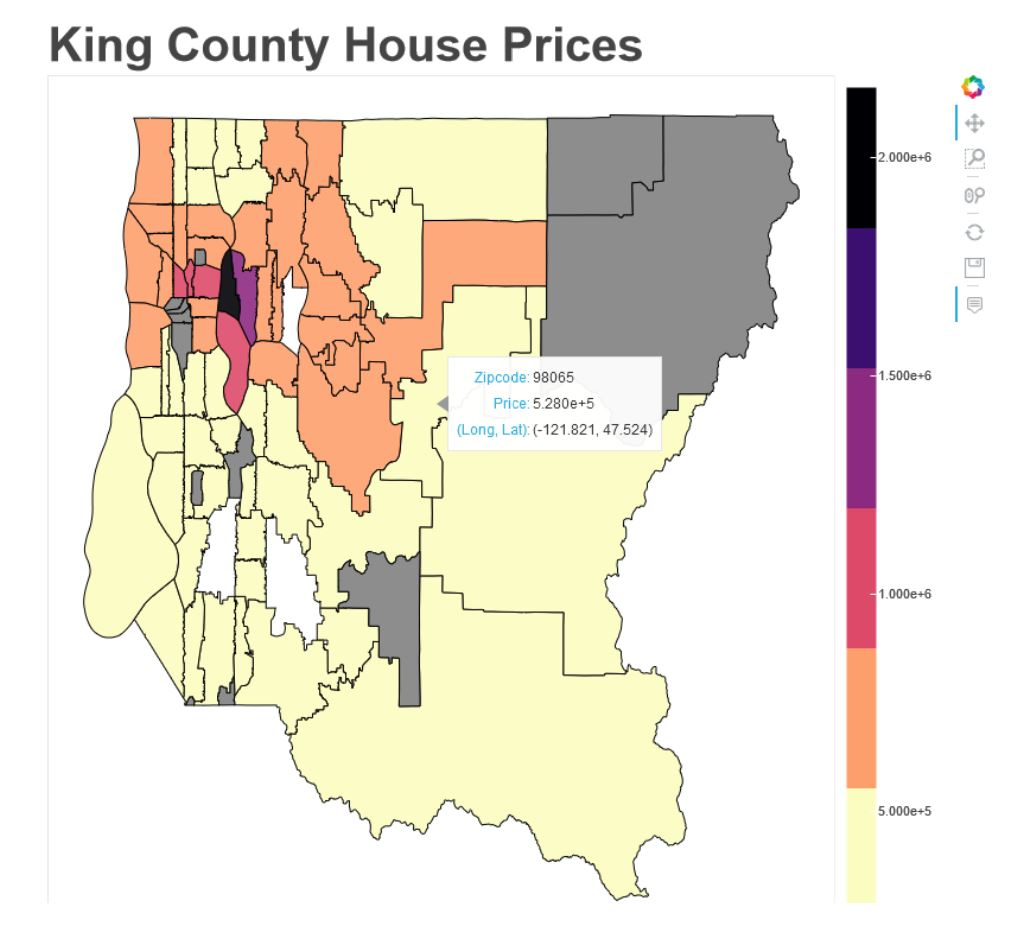 King County House Prices
2.000e+6
Zipcode: 98065
1.500e+6
Price: 5.280e+5
(Long, Lat): (-121.821, 47.524)
1.000e+6
5.000e+5